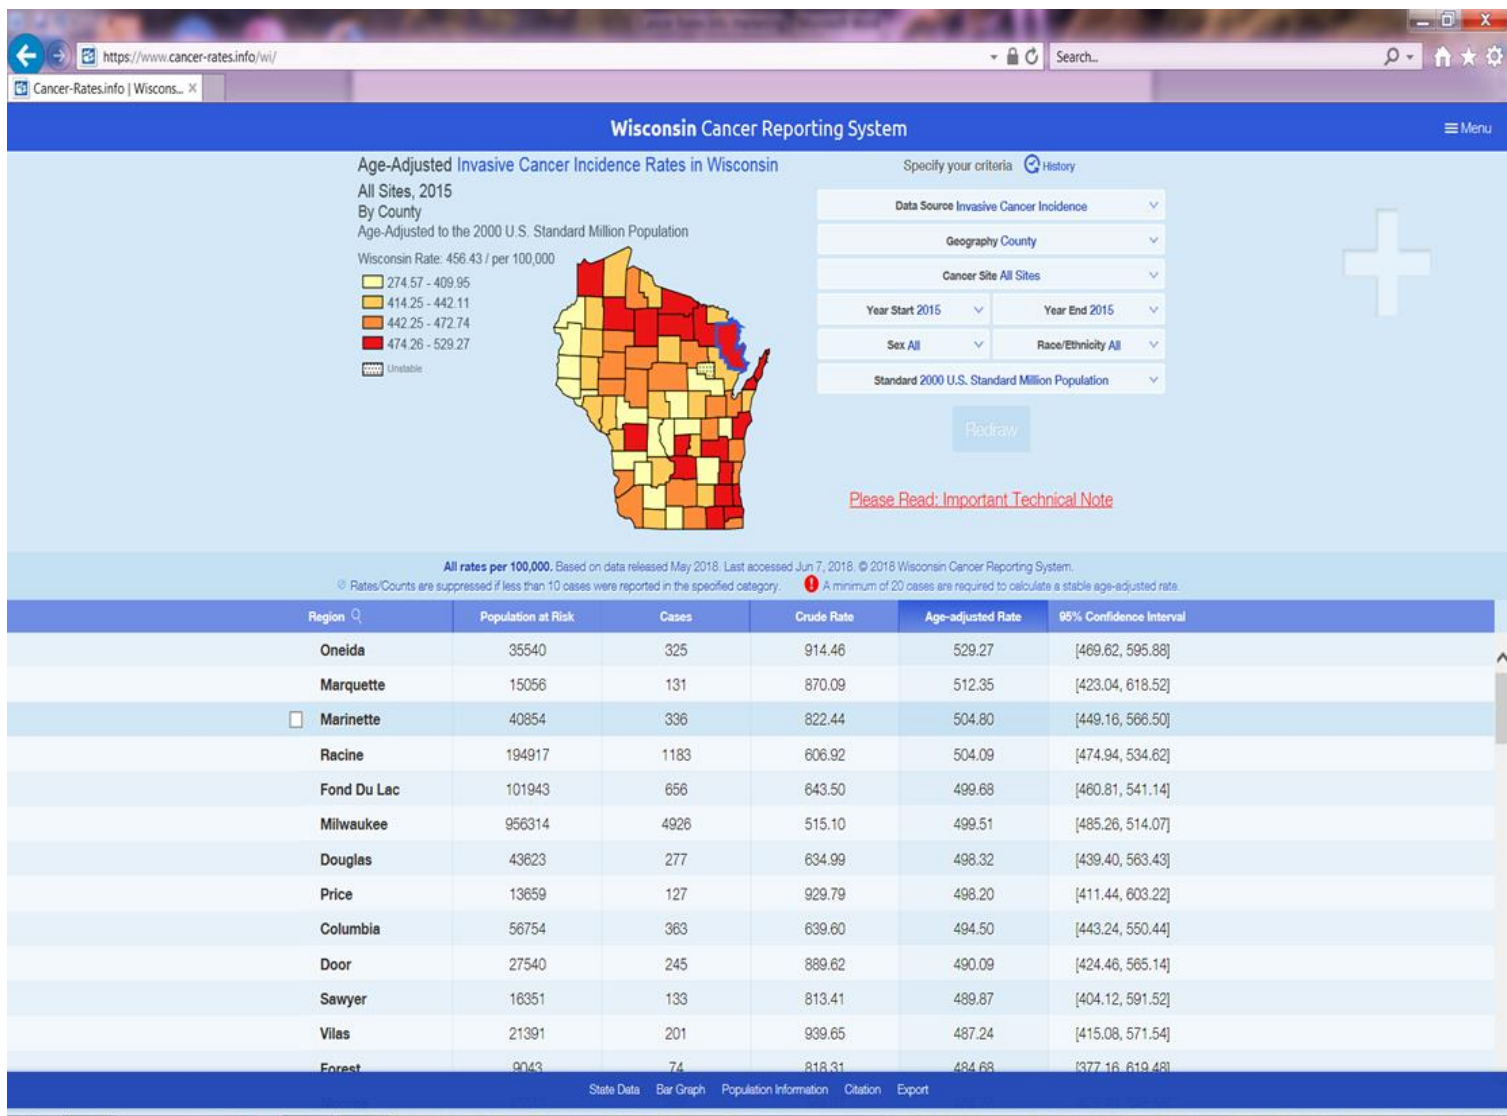 https://www.cancer-rates.info/wi/
Search...
Cancer-Rates.info | Wiscons...
Wisconsin Cancer Reporting System
Menu
Age-Adjusted Invasive Cancer Incidence Rates in Wisconsin
All Sites, 2015
By County
Age-Adjusted to the 2000 U.S. Standard Million Population
Wisconsin Rate: 456.43 / per 100,000
274.57 - 409.95
414.25 - 442.11
442.25 - 472.74
474.26 - 529.27
Unstable
Specify your criteria History
Data Source Invasive Cancer Incidence
Geography County
Cancer Site All Sites
Year Start 2015 Year End 2015
Sex All Race/Ethnicity All
Standard 2000 U.S. Standard Million Population
Redraw
Please Read: Important Technical Note
All rates per 100,000. Based on data released May 2018. Last accessed Jun 7, 2018. © 2018 Wisconsin Cancer Reporting System.
Rates/Counts are suppressed if less than 10 cases were reported in the specified category. A minimum of 20 cases are required to calculate a stable age-adjusted rate.
Region Population at Risk Cases Crude Rate Age-adjusted Rate 95% Confidence Interval
Oneida 35540 325 914.46 529.27 [469.62, 595.88]
Marquette 15056 131 870.09 512.35 [423.04, 618.52]
Marinette 40854 336 822.44 504.80 [449.16, 566.50]
Racine 194917 1183 606.92 504.09 [474.94, 534.62]
Fond Du Lac 101943 656 643.50 499.68 [460.81, 541.14]
Milwaukee 956314 4926 515.10 499.51 [485.26, 514.07]
Douglas 43623 277 634.99 498.32 [439.40, 563.43]
Price 13659 127 929.79 498.20 [411.44, 603.22]
Columbia 56754 363 639.60 494.50 [443.24, 550.44]
Door 27540 245 889.62 490.09 [424.46, 565.14]
Sawyer 16351 133 813.41 489.87 [404.12, 591.52]
Vilas 21391 201 939.65 487.24 [415.08, 571.54]
Forest 9043 74 818.31 484.68 [377.16, 619.48]
State Data Bar Graph Population Information Citation Export